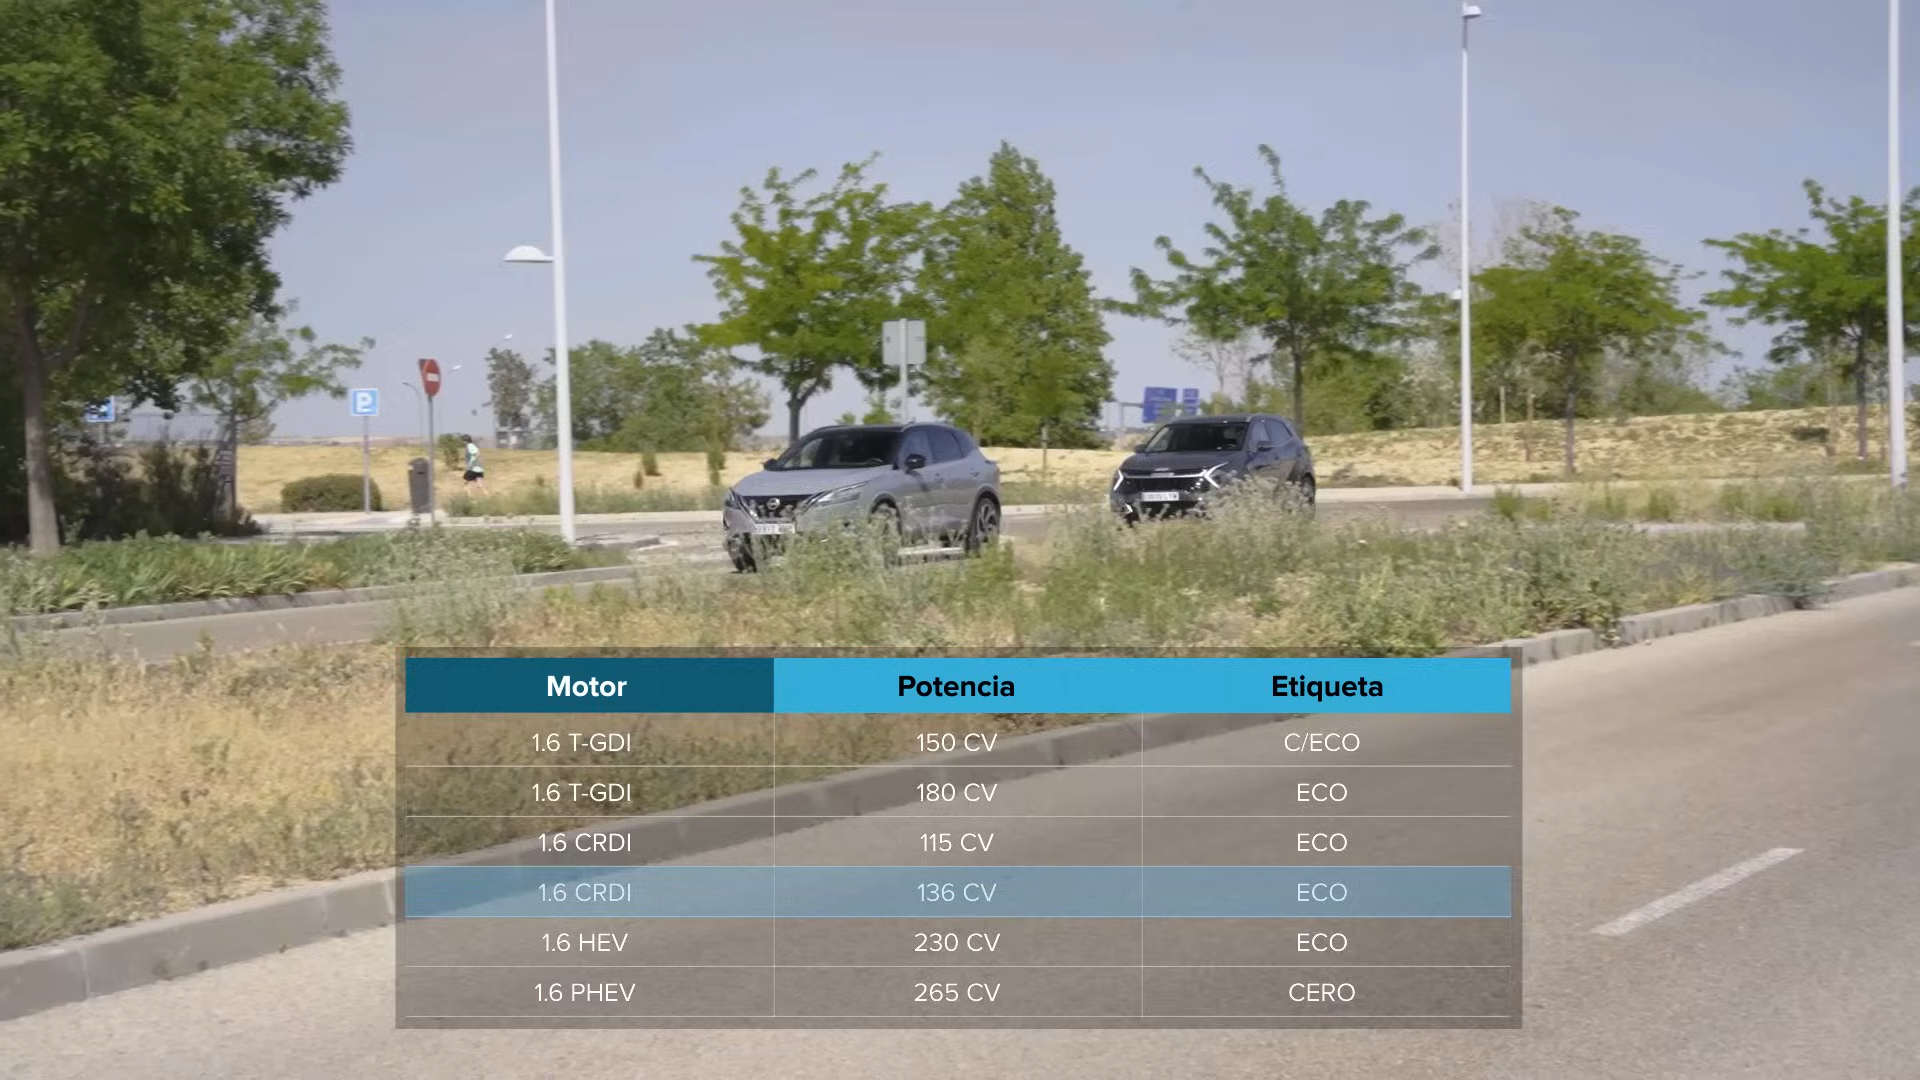 P
Motor Potencia Etiqueta
1.6 T-GDI 150 CV C/ECO
1.6 T-GDI 180 CV ECO
1.6 CRDI 115 CV ECO
1.6 CRDI 136 CV ECO
1.6 HEV 230 CV ECO
1.6 PHEV 265 CV CERO